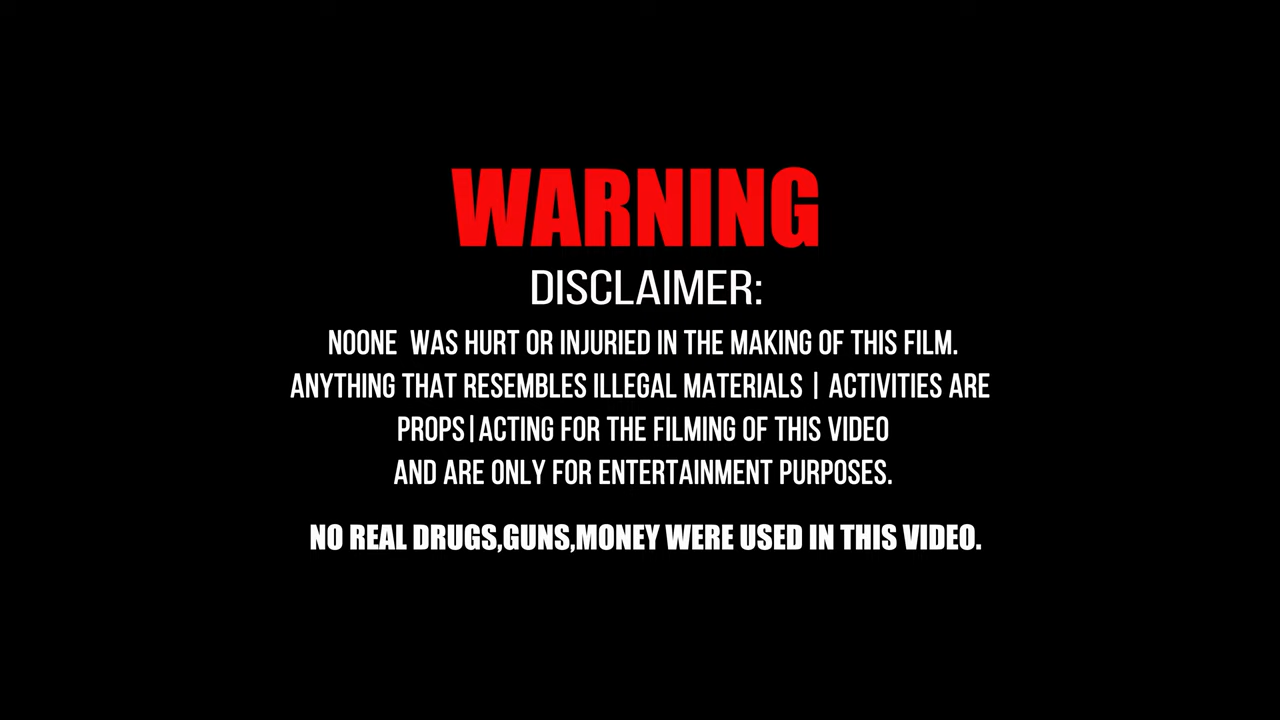 WARNING
DISCLAIMER:
NOONE  WAS HURT OR INJURIED IN THE MAKING OF THIS FILM.
ANYTHING THAT RESEMBLES ILLEGAL MATERIALS | ACTIVITIES ARE
PROPS|ACTING FOR THE FILMING OF THIS VIDEO
AND ARE ONLY FOR ENTERTAINMENT PURPOSES.
NO REAL DRUGS,GUNS,MONEY WERE USED IN THIS VIDEO.